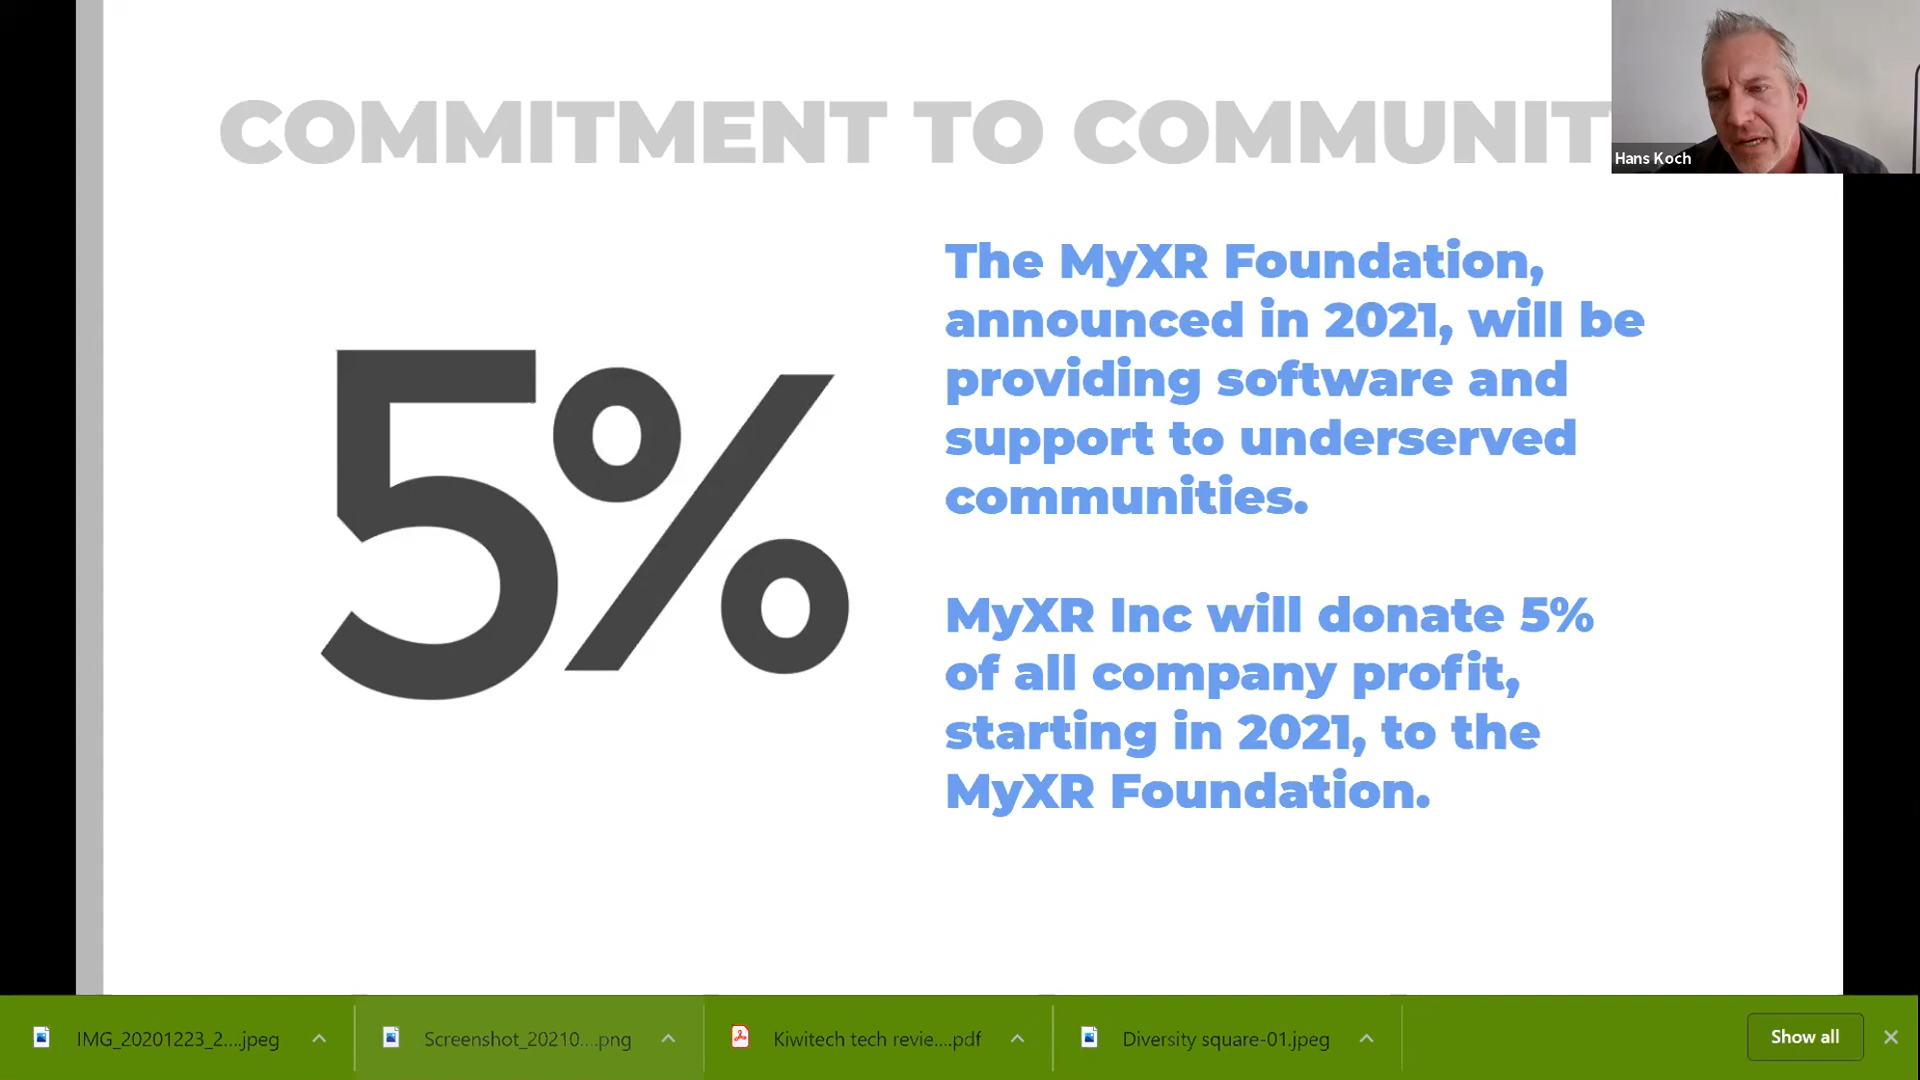 COMMITMENT TO COMMUNIT
Hans Koch
5%
The MyXR Foundation,
announced in 2021, will be
providing software and
support to underserved
communities.
MyXR Inc will donate 5%
of all company profit,
starting in 2021, to the
MyXR Foundation.
IMG_20201223_2....jpeg
Screenshot_20210....png
Kiwitech tech revie....pdf
Diversity square-01.jpeg
Show all